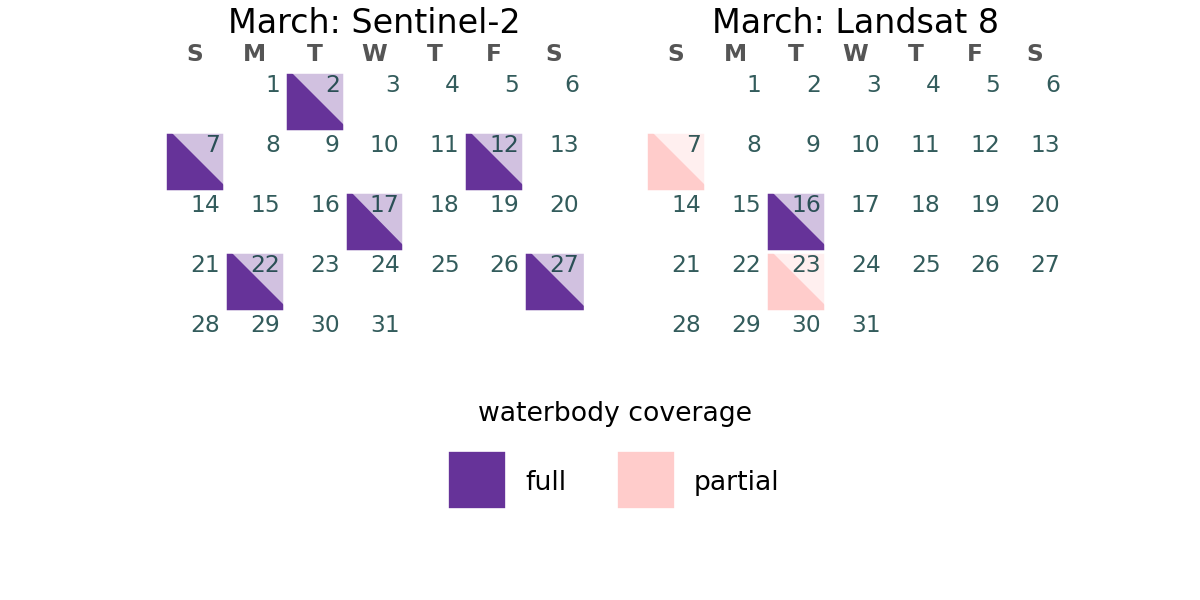 March: Sentinel-2
S M T W T F S
1 2 3 4 5 6
7 8 9 10 11 12 13
14 15 16 17 18 19 20
21 22 23 24 25 26 27
28 29 30 31
March: Landsat 8
S M T W T F S
1 2 3 4 5 6
7 8 9 10 11 12 13
14 15 16 17 18 19 20
21 22 23 24 25 26 27
28 29 30 31
waterbody coverage
full
partial